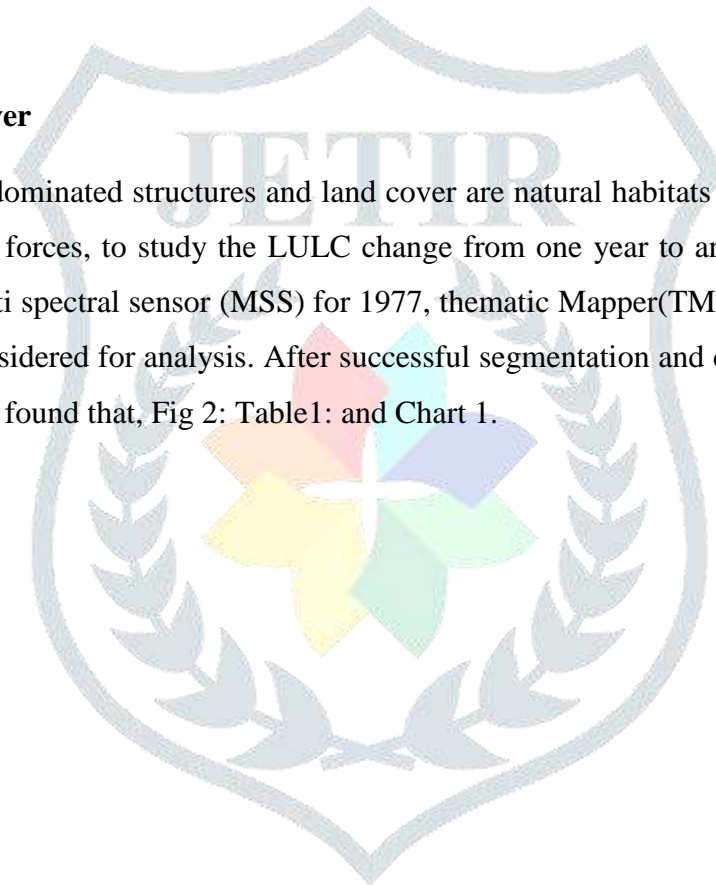 ver
JETIR
dominated structures and land cover are natural habitats
forces, to study the LULC change from one year to an
ti spectral sensor (MSS) for 1977, thematic Mapper(TM
sidered for analysis. After successful segmentation and
found that, Fig 2: Table1: and Chart 1.